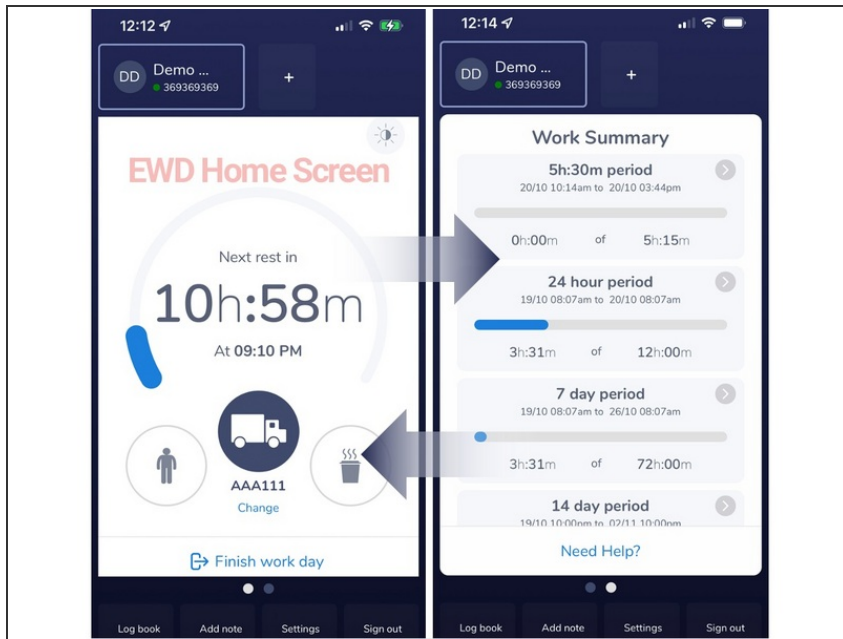 12:12
DD Demo ...
369369369
+
EWD Home Screen
Next rest in
10h:58m
At 09:10 PM
AAA111
Change
Finish work day
Log book Add note Settings Sign out
12:14
DD Demo ...
369369369
+
Work Summary
5h:30m period
20/10 10:14am to 20/10 03:44pm
0h:00m of 5h:15m
24 hour period
19/10 08:07am to 20/10 08:07am
3h:31m of 12h:00m
7 day period
19/10 08:07am to 26/10 08:07am
3h:31m of 72h:00m
14 day period
19/10 10:00pm to 02/11 10:00pm
Need Help?
Log book Add note Settings Sign out